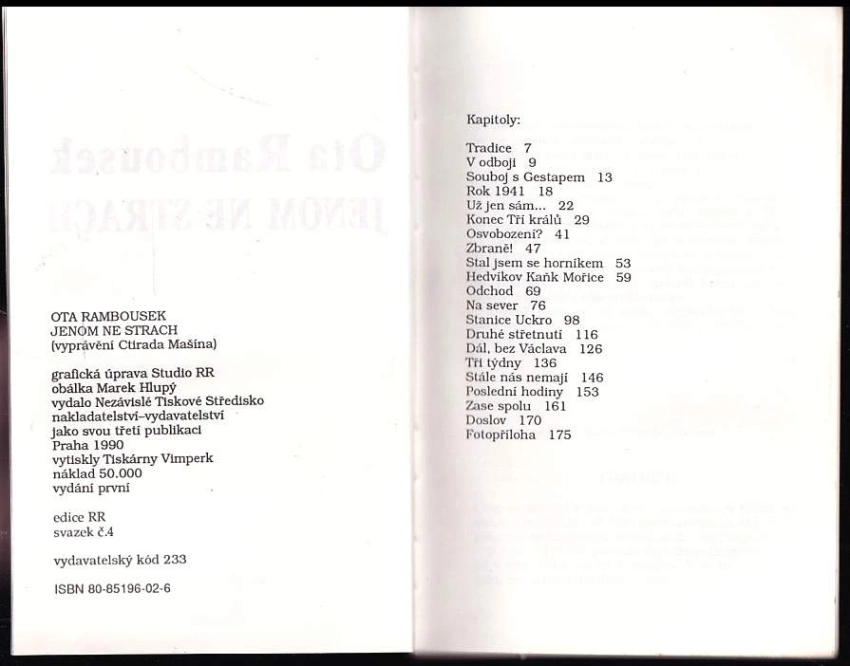 OTA RAMBOUSEK
JENOM NE STRACH
(vyprávění Ctirada Mašína)
grafická úprava Studio RR
obálka Marek Hlupý
vydalo Nezávislé Tiskové Středisko
nakladatelství-vydavatelství
jako svou třetí publikaci
Praha 1990
vytiskly Tiskárny Vimperk
náklad 50.000
vydání první
edice RR
svazek č.4
vydavatelský kód 233
ISBN 80-85196-02-6
Kapitoly:
Tradice 7
V odboji 9
Souboj s Gestapem 13
Rok 1941 18
Už jen sám... 22
Konec Tří králů 29
Osvobození? 41
Zbraně! 47
Stal jsem se horníkem 53
Hedvíkov Kaňk Mořice 59
Odchod 69
Na sever 76
Stanice Uckro 98
Druhé střetnutí 116
Dál, bez Václava 126
Tři týdny 136
Stále nás nemají 146
Poslední hodiny 153
Zase spolu 161
Doslov 170
Fotopříloha 175